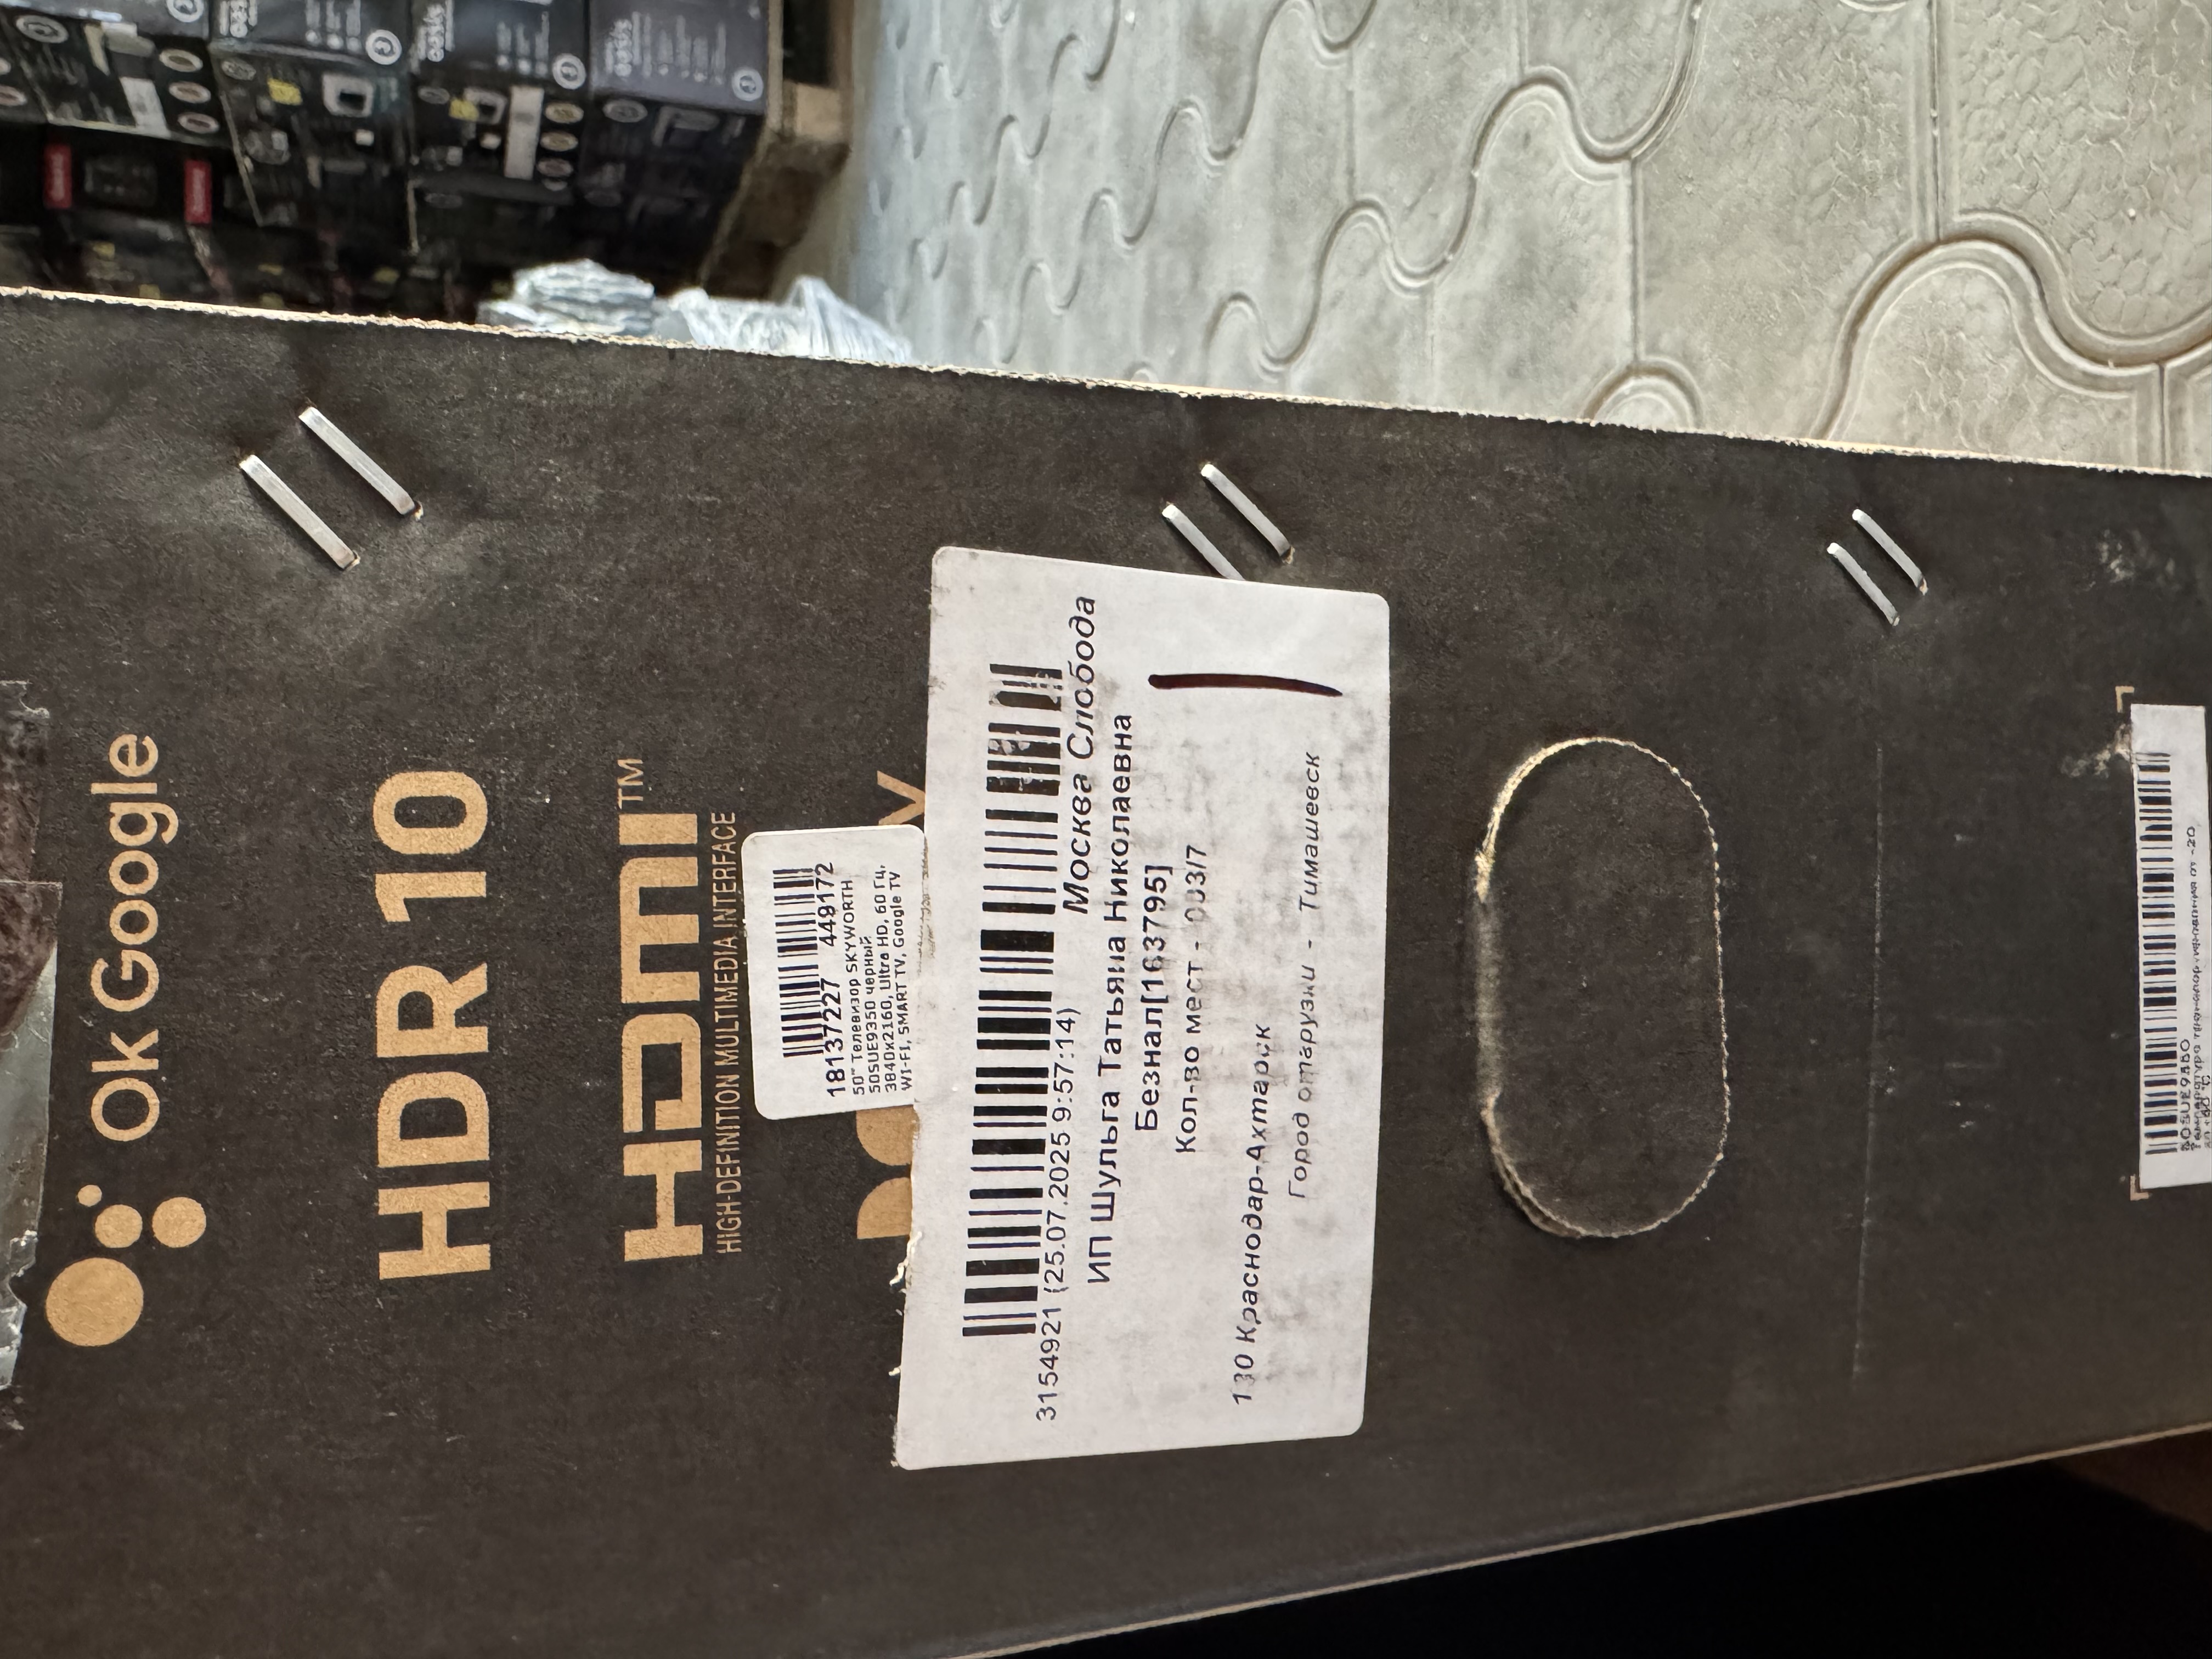 Ok Google
HDR 10
HDMI™
HIGH-DEFINITION MULTIMEDIA INTERFACE
18137227 449172
50" Телевизор SKYWORTH
50SUE9350 черный
3840x2160, Ultra HD, 60 Гц,
WI-FI, SMART TV, Google TV
Москва Слобода
3154921 (25.07.2025 9:57:14)
ИП Шульга Татьяна Николаевна
Безнал[163795]
Кол-во мест - 003/7
130 Краснодар-Ахтарск
Город отгрузки - Тимашевск